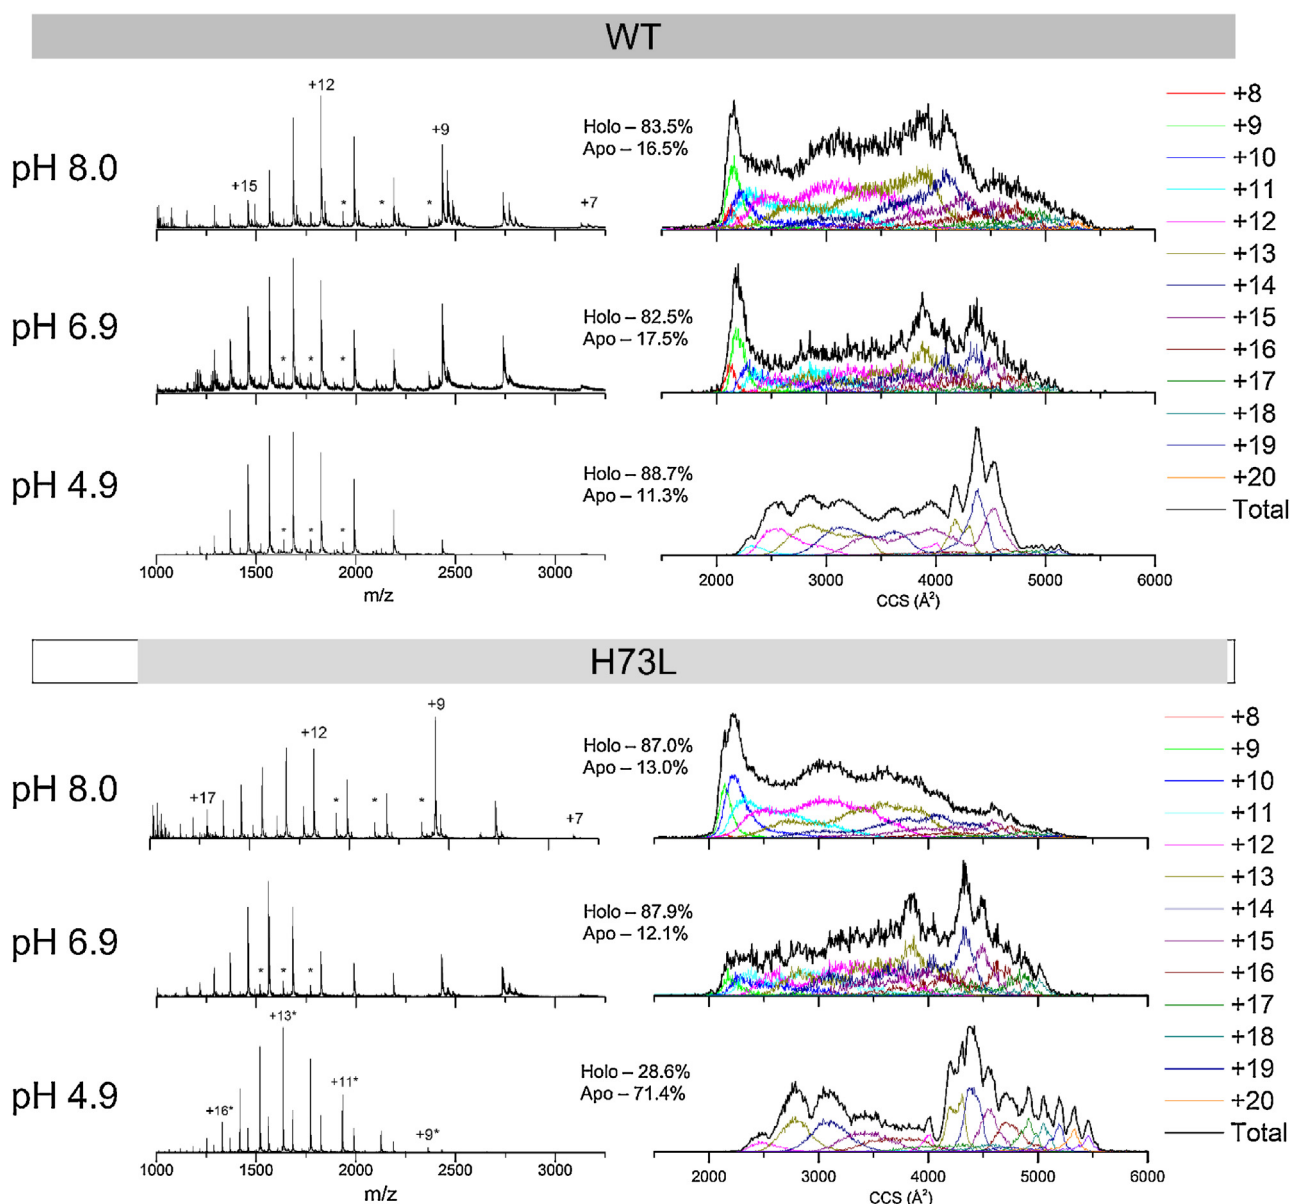 WT
pH 8.0
+15
+12
+9
+7
* * *
Holo – 83.5%
Apo – 16.5%
pH 6.9
* * *
Holo – 82.5%
Apo – 17.5%
pH 4.9
* * *
Holo – 88.7%
Apo – 11.3%
1000 1500 2000 2500 3000
m/z
2000 3000 4000 5000 6000
CCS (Å²)
+8
+9
+10
+11
+12
+13
+14
+15
+16
+17
+18
+19
+20
Total
H73L
pH 8.0
+17
+12
+9
+7
* * *
Holo – 87.0%
Apo – 13.0%
pH 6.9
* * *
Holo – 87.9%
Apo – 12.1%
pH 4.9
+16*
+13*
+11*
+9*
Holo – 28.6%
Apo – 71.4%
1000 1500 2000 2500 3000
m/z
2000 3000 4000 5000 6000
CCS (Å²)
+8
+9
+10
+11
+12
+13
+14
+15
+16
+17
+18
+19
+20
Total